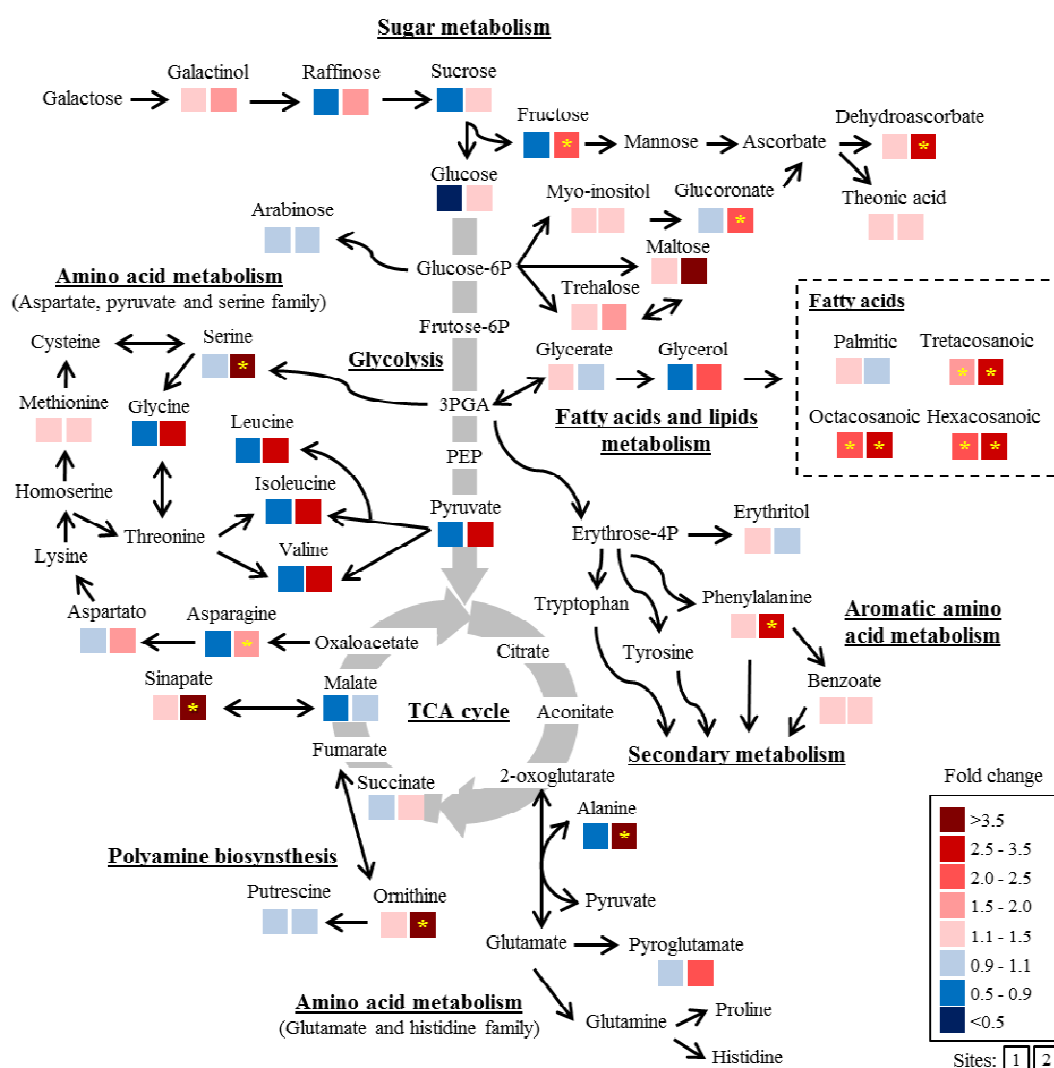 Sugar metabolism
Galactose
Galactinol
Raffinose
Sucrose
Fructose
*
Mannose
Ascorbate
Dehydroascorbate
*
Theonic acid
Glucose
Arabinose
Myo-inositol
Glucoronate
*
Glucose-6P
Maltose
Trehalose
Amino acid metabolism
(Aspartate, pyruvate and serine family)
Frutose-6P
Glycolysis
Cysteine
Serine
*
Methionine
Glycine
Homoserine
Lysine
Threonine
Leucine
Isoleucine
Valine
3PGA
PEP
Pyruvate
Glycerate
Glycerol
Fatty acids and lipids
metabolism
Fatty acids
Palmitic
Tretacosanoic
* *
Octacosanoic
Hexacosanoic
* * * *
Erythrose-4P
Erythritol
Tryptophan
Tyrosine
Phenylalanine
*
Aromatic amino
acid metabolism
Benzoate
Secondary metabolism
Aspartato
Asparagine
*
Oxaloacetate
Citrate
Sinapate
*
Malate
TCA cycle
Aconitate
Fumarate
Succinate
2-oxoglutarate
Alanine
*
Pyruvate
Polyamine biosynsthesis
Putrescine
Ornithine
*
Glutamate
Pyroglutamate
Amino acid metabolism
(Glutamate and histidine family)
Glutamine
Proline
Histidine
Fold change
>3.5
2.5 - 3.5
2.0 - 2.5
1.5 - 2.0
1.1 - 1.5
0.9 - 1.1
0.5 - 0.9
<0.5
Sites: 1 2